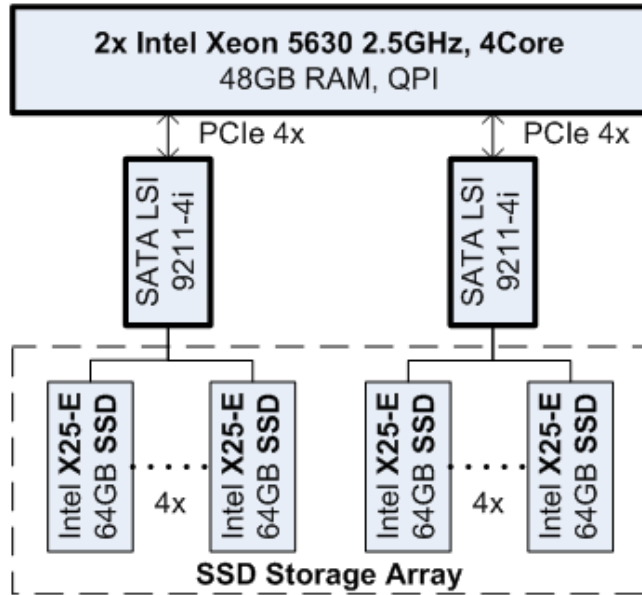 2x Intel Xeon 5630 2.5GHz, 4Core
48GB RAM, QPI
PCIe 4x
PCIe 4x
SATA LSI
9211-4i
SATA LSI
9211-4i
Intel X25-E
64GB SSD
4x
Intel X25-E
64GB SSD
Intel X25-E
64GB SSD
4x
Intel X25-E
64GB SSD
SSD Storage Array